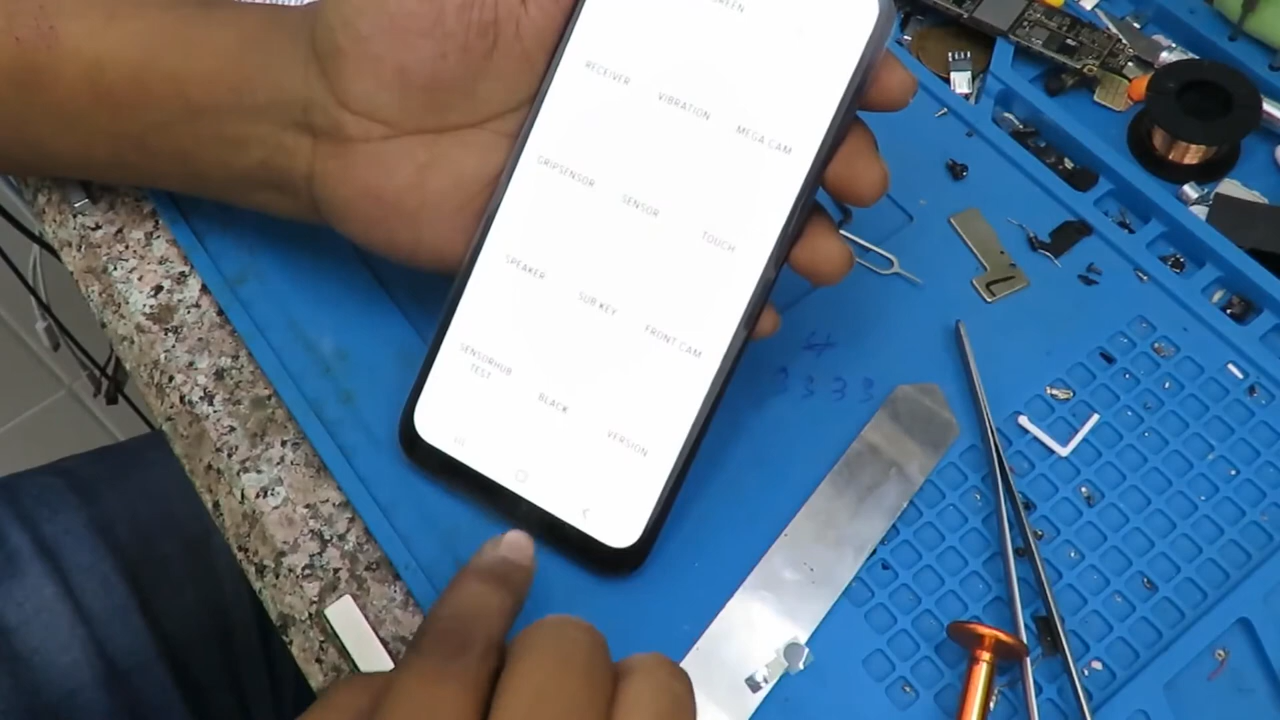 RECEIVER
VIBRATION
MEGA CAM
GRIPSENSOR
SENSOR
TOUCH
SPEAKER
SUB KEY
FRONT CAM
SENSORHUB
TEST
BLACK
VERSION